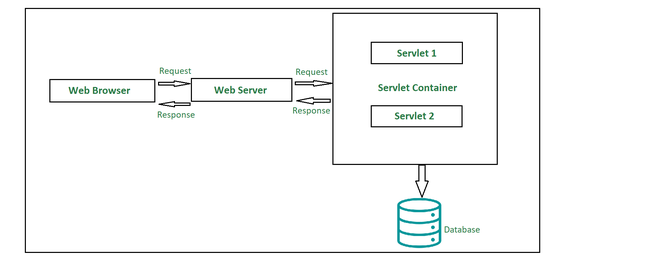 Servlet 1
Request
Request
Web Browser
Web Server
Servlet Container
Response
Response
Servlet 2
Database